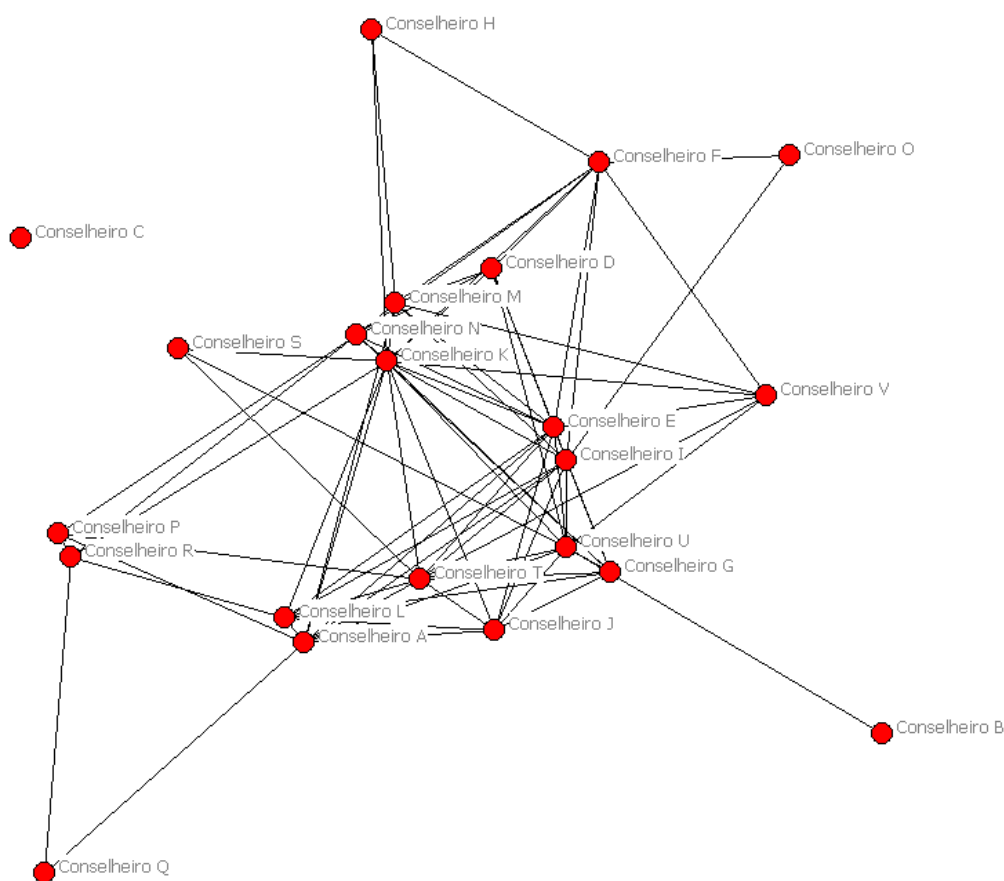 Conselheiro H
Conselheiro F
Conselheiro O
Conselheiro C
Conselheiro D
Conselheiro M
Conselheiro N
Conselheiro S
Conselheiro K
Conselheiro V
Conselheiro E
Conselheiro I
Conselheiro P
Conselheiro U
Conselheiro R
Conselheiro T
Conselheiro G
Conselheiro L
Conselheiro J
Conselheiro A
Conselheiro B
Conselheiro Q